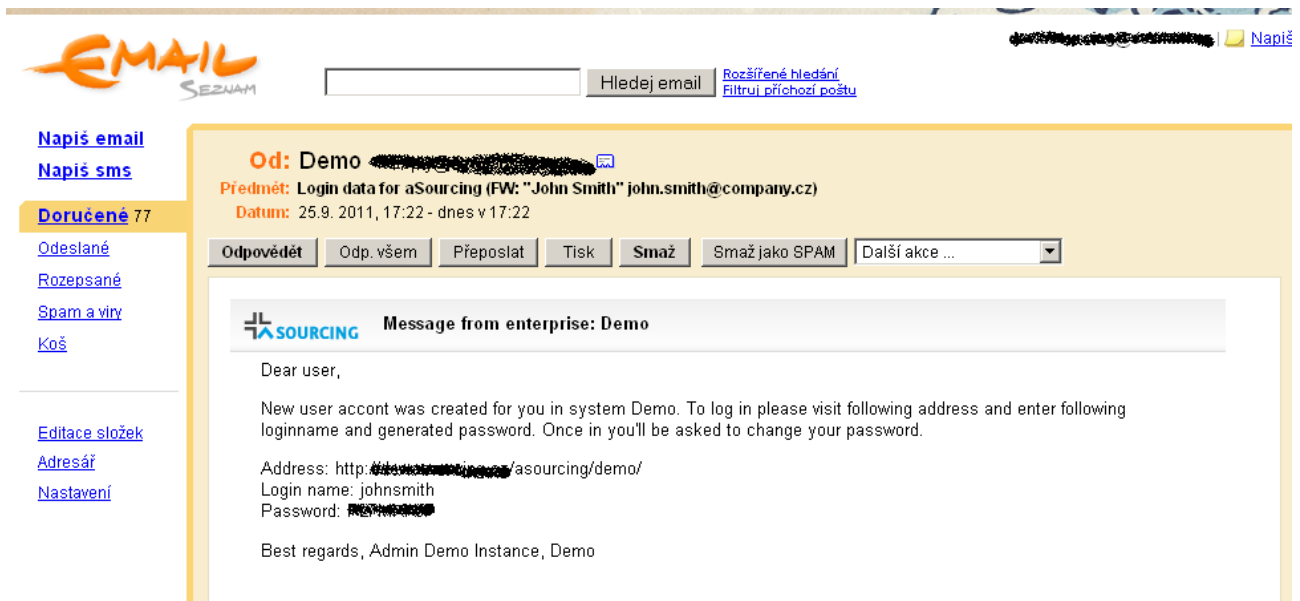 EMAIL
SEZNAM
Napiš
Hledej email
Rozšířené hledání
Filtruj příchozí poštu
Napiš email
Napiš sms
Doručené 77
Odeslané
Rozepsané
Spam a viry
Koš
Editace složek
Adresář
Nastavení
Od: Demo
Předmět: Login data for aSourcing (FW: "John Smith" john.smith@company.cz)
Datum: 25.9. 2011, 17:22 - dnes v 17:22
Odpovědět Odp. všem Přeposlat Tisk Smaž Smaž jako SPAM Další akce ...
SOURCING Message from enterprise: Demo
Dear user,
New user accont was created for you in system Demo. To log in please visit following address and enter following
loginname and generated password. Once in you'll be asked to change your password.
Address: http:/asourcing/demo/
Login name: johnsmith
Password:
Best regards, Admin Demo Instance, Demo